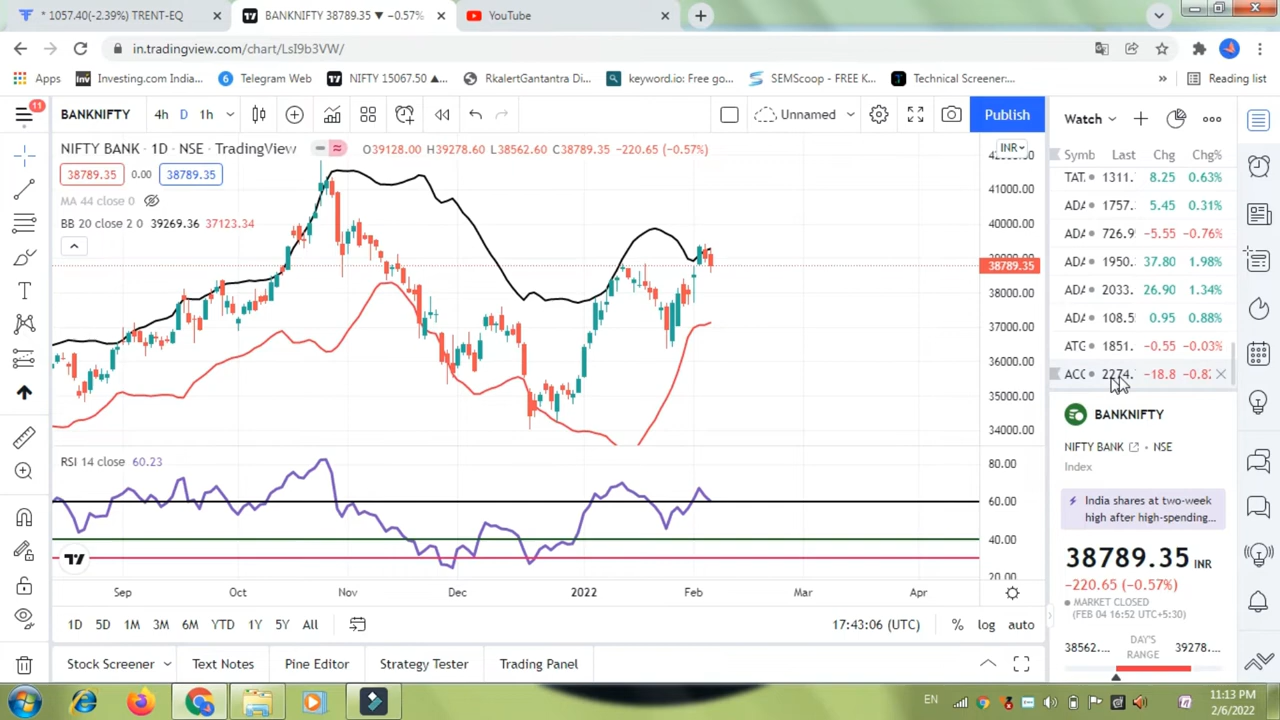 * 1057.40(-2.39%) TRENT-EQ
BANKNIFTY 38789.35 ▼ −0.57%
YouTube
in.tradingview.com/chart/LsI9b3VW/
Apps
Inv Investing.com India...
6 Telegram Web
NIFTY 15067.50 ▲...
RkalertGantantra Di...
keyword.io: Free go...
SEMScoop - FREE K...
Technical Screener:...
»
Reading list
11
BANKNIFTY
4h D 1h
Unnamed
Publish
Watch
NIFTY BANK • 1D • NSE • TradingView
O39128.00 H39278.60 L38562.60 C38789.35 −220.65 (−0.57%)
INR
38789.35 0.00 38789.35
MA 44 close 0
BB 20 close 2 0 39269.36 37123.34
42000.00
41000.00
40000.00
38789.35
38000.00
37000.00
36000.00
35000.00
34000.00
Symb Last Chg Chg%
TAT. 1311. 8.25 0.63%
ADA 1757. 5.45 0.31%
ADA 726.9 −5.55 −0.76%
ADA 1950. 37.80 1.98%
ADA 2033. 26.90 1.34%
ADA 108.5 0.95 0.88%
ATG 1851. −0.55 −0.03%
ACC 2274. −18.8 −0.82
BANKNIFTY
NIFTY BANK • NSE
Index
India shares at two-week
high after high-spending...
38789.35 INR
−220.65 (−0.57%)
MARKET CLOSED
(FEB 04 16:52 UTC+5:30)
38562....
DAY'S
RANGE
39278....
RSI 14 close 60.23
80.00
60.00
40.00
20.00
Sep Oct Nov Dec 2022 Feb Mar Apr
1D 5D 1M 3M 6M YTD 1Y 5Y All
17:43:06 (UTC)
% log auto
Stock Screener
Text Notes
Pine Editor
Strategy Tester
Trading Panel
EN
11:13 PM
2/6/2022